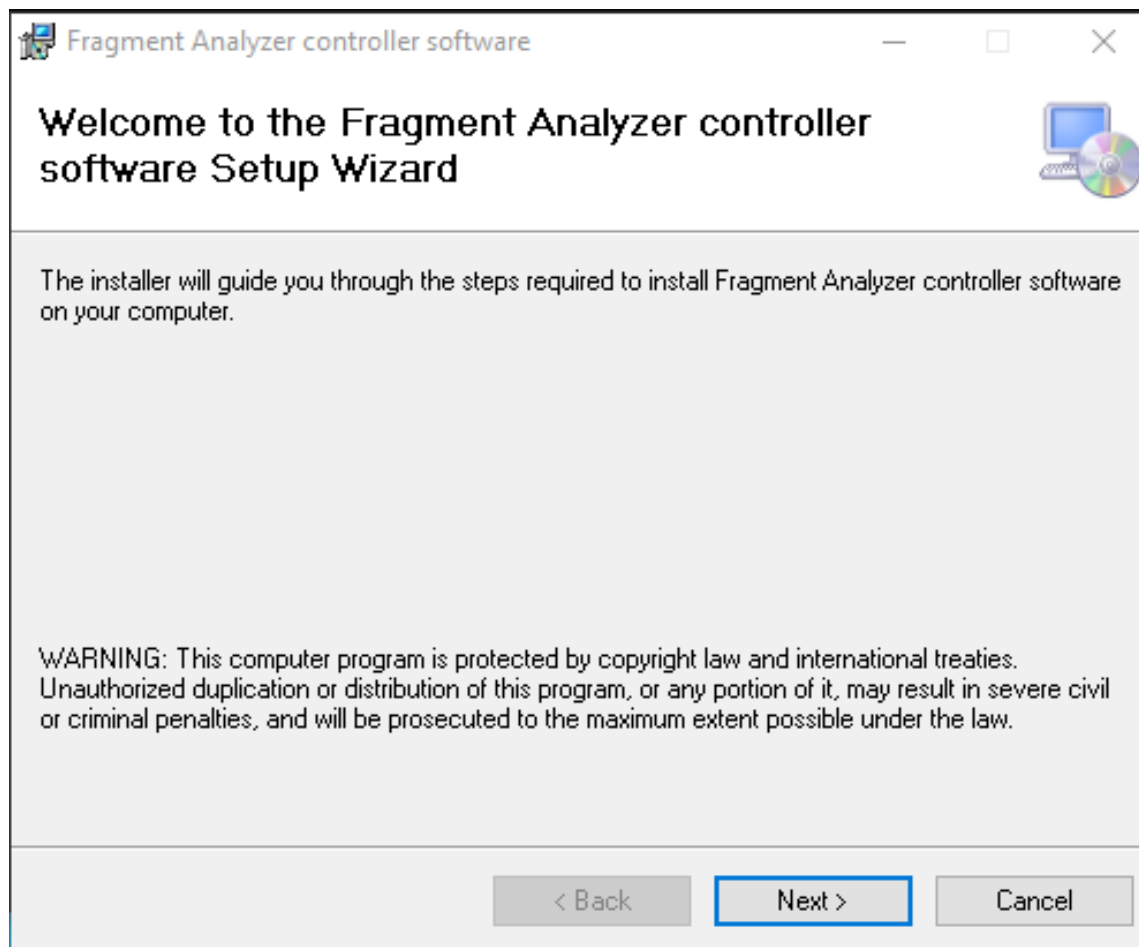 Fragment Analyzer controller software
Welcome to the Fragment Analyzer controller
software Setup Wizard
The installer will guide you through the steps required to install Fragment Analyzer controller software
on your computer.
WARNING: This computer program is protected by copyright law and international treaties.
Unauthorized duplication or distribution of this program, or any portion of it, may result in severe civil
or criminal penalties, and will be prosecuted to the maximum extent possible under the law.
< Back Next > Cancel